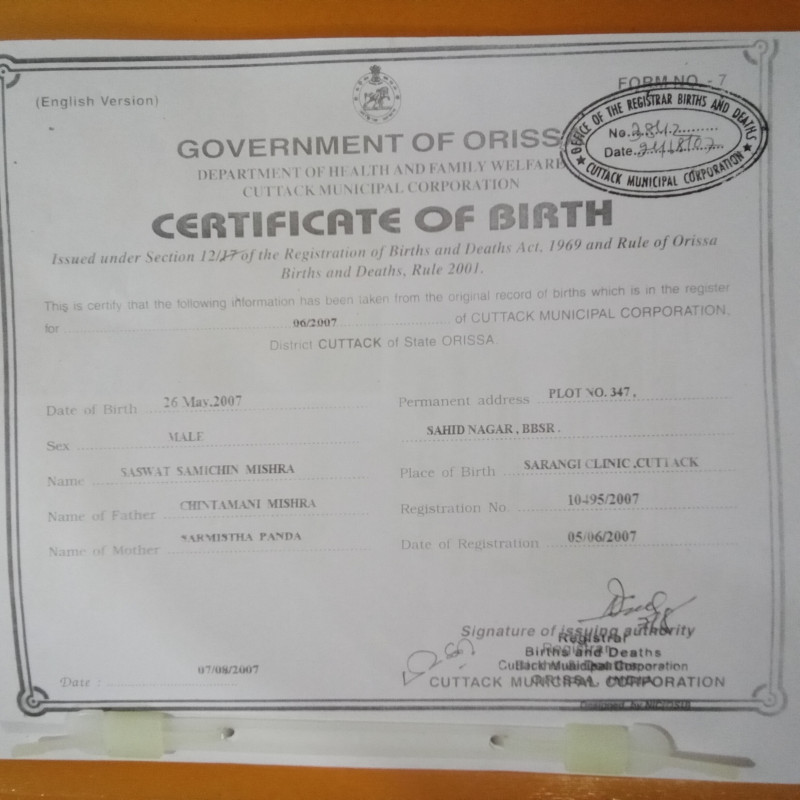 (English Version)
FORM NO. - 7
GOVERNMENT OF ORISS
DEPARTMENT OF HEALTH AND FAMILY WELFARE
CUTTACK MUNICIPAL CORPORATION
OFFICE OF THE REGISTRAR BIRTHS AND DEATHS
No.
Date.
CUTTACK MUNICIPAL CORPORATION
CERTIFICATE OF BIRTH
Issued under Section 12/17 of the Registration of Births and Deaths Act, 1969 and Rule of Orissa
Births and Deaths, Rule 2001.
This is certify that the following information has been taken from the original record of births which is in the register
for 06/2007 of CUTTACK MUNICIPAL CORPORATION,
District CUTTACK of State ORISSA
Date of Birth 26 May,2007
Sex MALE
Name SASWAT SAMICHIN MISHRA
Name of Father CHINTAMANI MISHRA
Name of Mother SARMISTHA PANDA
Permanent address PLOT NO. 347,
SAHID NAGAR, BBSR.
Place of Birth SARANGI CLINIC,CUTTACK
Registration No. 10495/2007
Date of Registration 05/06/2007
Signature of issuing authority
Registrar
Births and Deaths
CUTTACK MUNICIPAL CORPORATION
Date : 07/08/2007
Designed by